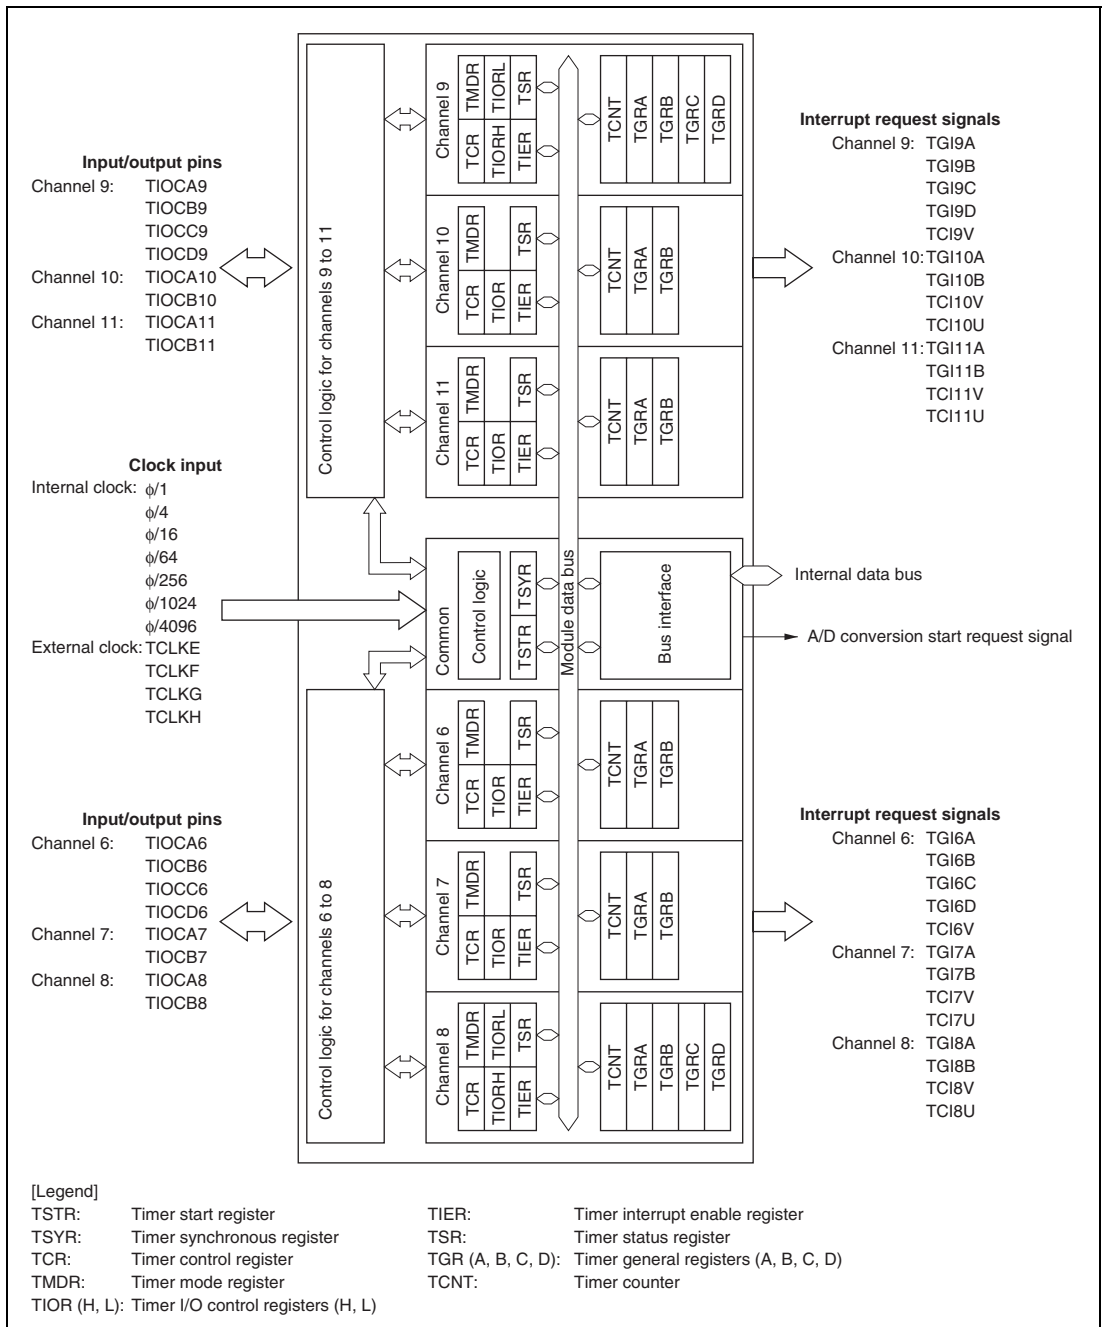 Input/output pins
Channel 9: TIOCA9
TIOCB9
TIOCC9
TIOCD9
Channel 10: TIOCA10
TIOCB10
Channel 11: TIOCA11
TIOCB11
Clock input
Internal clock: ϕ/1
ϕ/4
ϕ/16
ϕ/64
ϕ/256
ϕ/1024
ϕ/4096
External clock: TCLKE
TCLKF
TCLKG
TCLKH
Input/output pins
Channel 6: TIOCA6
TIOCB6
TIOCC6
TIOCD6
Channel 7: TIOCA7
TIOCB7
Channel 8: TIOCA8
TIOCB8
Control logic for channels 9 to 11
Control logic for channels 6 to 8
Channel 9
TCR TMDR
TIORH TIORL
TIER TSR
TCNT
TGRA
TGRB
TGRC
TGRD
Channel 10
TCR TMDR
TIOR
TIER TSR
TCNT
TGRA
TGRB
Channel 11
TCR TMDR
TIOR
TIER TSR
TCNT
TGRA
TGRB
Common
Control logic
TSTR TSYR
Module data bus
Bus interface
Channel 6
TCR TMDR
TIOR
TIER TSR
TCNT
TGRA
TGRB
Channel 7
TCR TMDR
TIOR
TIER TSR
TCNT
TGRA
TGRB
Channel 8
TCR TMDR
TIORH TIORL
TIER TSR
TCNT
TGRA
TGRB
TGRC
TGRD
Interrupt request signals
Channel 9: TGI9A
TGI9B
TGI9C
TGI9D
TCI9V
Channel 10: TGI10A
TGI10B
TCI10V
TCI10U
Channel 11: TGI11A
TGI11B
TCI11V
TCI11U
Internal data bus
A/D conversion start request signal
Interrupt request signals
Channel 6: TGI6A
TGI6B
TGI6C
TGI6D
TCI6V
Channel 7: TGI7A
TGI7B
TCI7V
TCI7U
Channel 8: TGI8A
TGI8B
TCI8V
TCI8U
[Legend]
TSTR: Timer start register
TSYR: Timer synchronous register
TCR: Timer control register
TMDR: Timer mode register
TIOR (H, L): Timer I/O control registers (H, L)
TIER: Timer interrupt enable register
TSR: Timer status register
TGR (A, B, C, D): Timer general registers (A, B, C, D)
TCNT: Timer counter